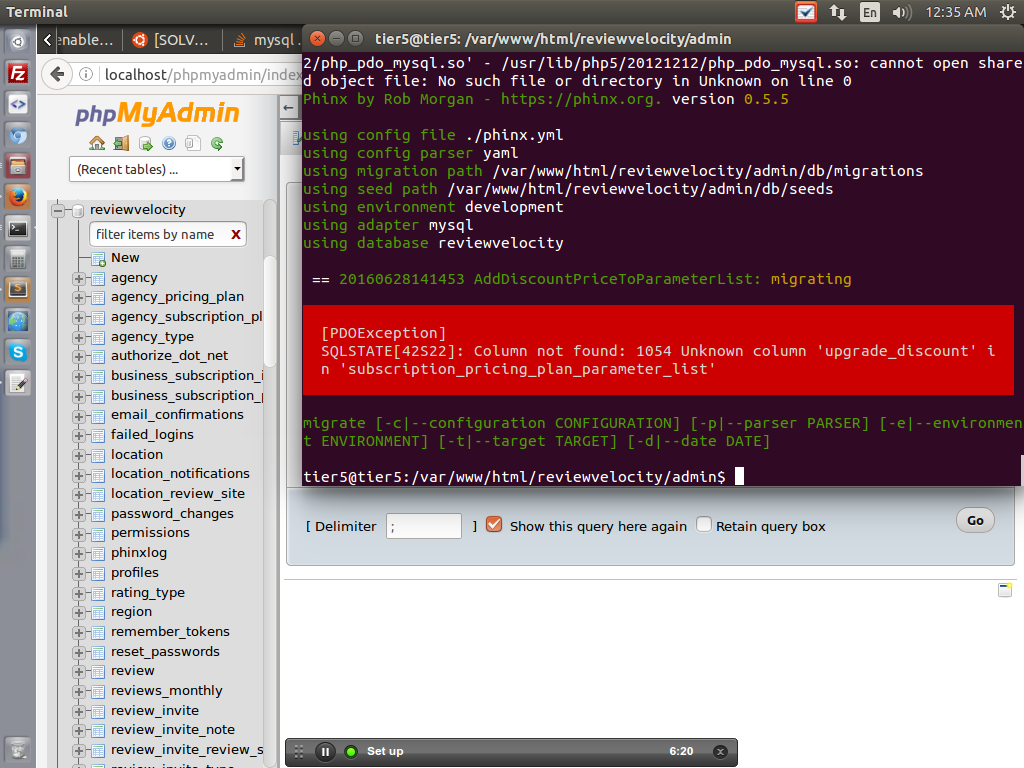 Terminal
En
12:35 AM
enable...
[SOLV...
mysql
tier5@tier5: /var/www/html/reviewvelocity/admin
localhost/phpmyadmin/index
phpMyAdmin
(Recent tables) ...
reviewvelocity
filter items by name X
New
agency
agency_pricing_plan
agency_subscription_pl
agency_type
authorize_dot_net
business_subscription_i
business_subscription_p
email_confirmations
failed_logins
location
location_notifications
location_review_site
password_changes
permissions
phinxlog
profiles
rating_type
region
remember_tokens
reset_passwords
review
reviews_monthly
review_invite
review_invite_note
review_invite_review_s
review_invite_type
2/php_pdo_mysql.so' - /usr/lib/php5/20121212/php_pdo_mysql.so: cannot open share
d object file: No such file or directory in Unknown on line 0
Phinx by Rob Morgan - https://phinx.org. version 0.5.5
using config file ./phinx.yml
using config parser yaml
using migration path /var/www/html/reviewvelocity/admin/db/migrations
using seed path /var/www/html/reviewvelocity/admin/db/seeds
using environment development
using adapter mysql
using database reviewvelocity
== 20160628141453 AddDiscountPriceToParameterList: migrating
[PDOException]
SQLSTATE[42S22]: Column not found: 1054 Unknown column 'upgrade_discount' i
n 'subscription_pricing_plan_parameter_list'
migrate [-c|--configuration CONFIGURATION] [-p|--parser PARSER] [-e|--environmen
t ENVIRONMENT] [-t|--target TARGET] [-d|--date DATE]
tier5@tier5:/var/www/html/reviewvelocity/admin$
[ Delimiter ; ] Show this query here again Retain query box Go
Set up 6:20